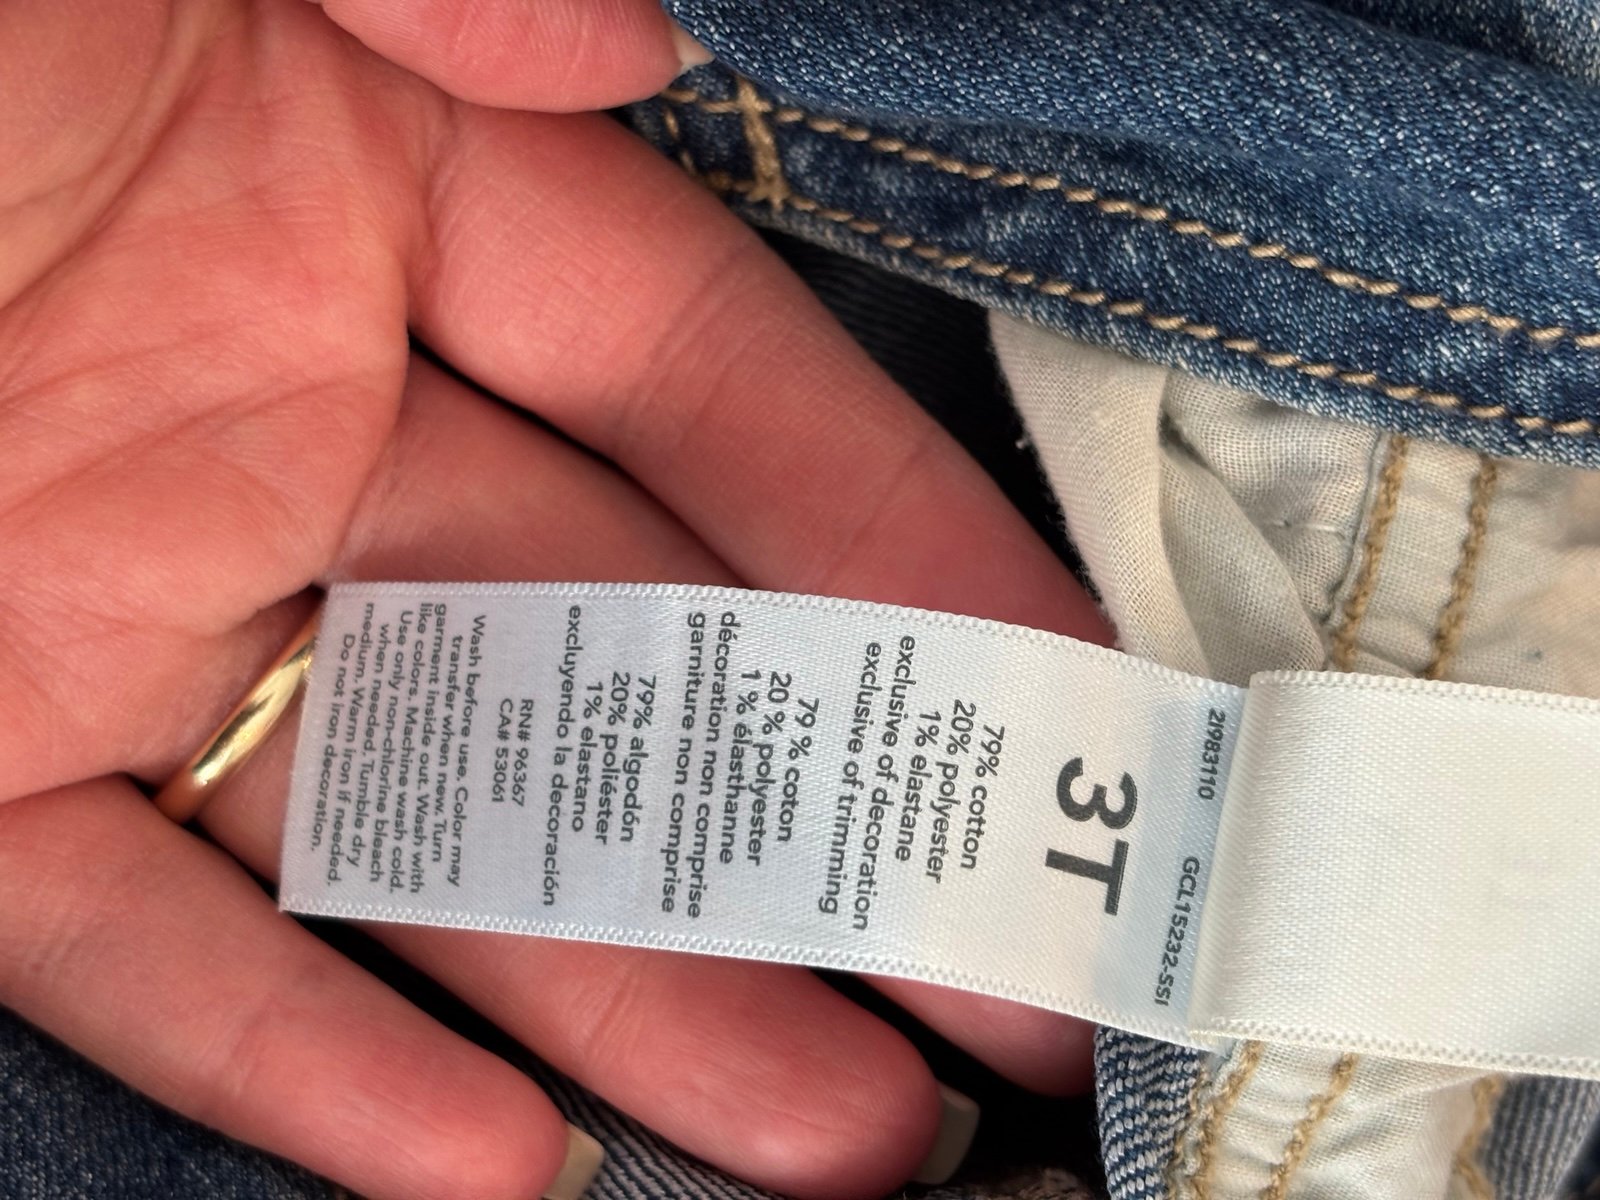 2I983110 GCL15232-SSI
3T
79% cotton
20% polyester
1% elastane
exclusive of decoration
exclusive of trimming
79 % coton
20 % polyester
1 % élasthanne
décoration non comprise
garniture non comprise
79% algodón
20% poliéster
1% elastano
excluyendo la decoración
RN# 96367
CA# 53061
Wash before use. Color may
transfer when new. Turn
garment inside out. Wash with
like colors. Machine wash cold.
Use only non-chlorine bleach
when needed. Tumble dry
medium. Warm iron if needed.
Do not iron decoration.